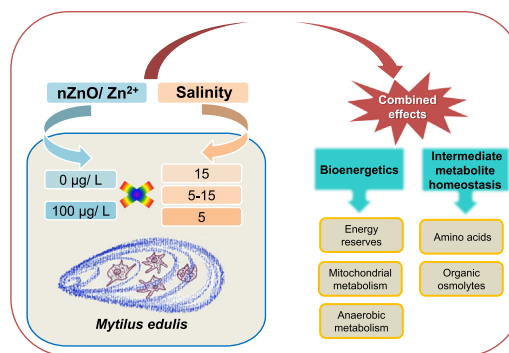 nZnO/ Zn²⁺
Salinity
0 µg/ L
100 µg/ L
15
5-15
5
Mytilus edulis
Combined
effects
Bioenergetics
Intermediate
metabolite
homeostasis
Energy
reserves
Mitochondrial
metabolism
Anaerobic
metabolism
Amino acids
Organic
osmolytes